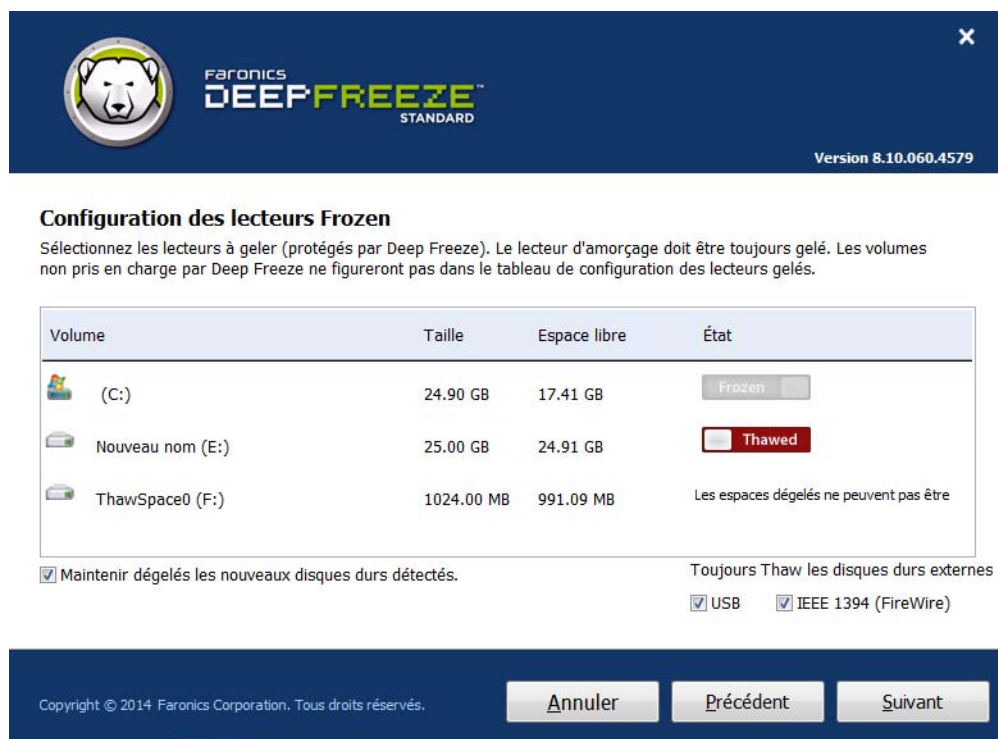 Faronics
DEEPFREEZE™
STANDARD
Version 8.10.060.4579
Configuration des lecteurs Frozen
Sélectionnez les lecteurs à geler (protégés par Deep Freeze). Le lecteur d'amorçage doit être toujours gelé. Les volumes
non pris en charge par Deep Freeze ne figureront pas dans le tableau de configuration des lecteurs gelés.
Volume Taille Espace libre État
(C:) 24.90 GB 17.41 GB Frozen
Nouveau nom (E:) 25.00 GB 24.91 GB Thawed
ThawSpace0 (F:) 1024.00 MB 991.09 MB Les espaces dégelés ne peuvent pas être
Maintenir dégelés les nouveaux disques durs détectés.
Toujours Thaw les disques durs externes
USB IEEE 1394 (FireWire)
Copyright © 2014 Faronics Corporation. Tous droits réservés.
Annuler Précédent Suivant